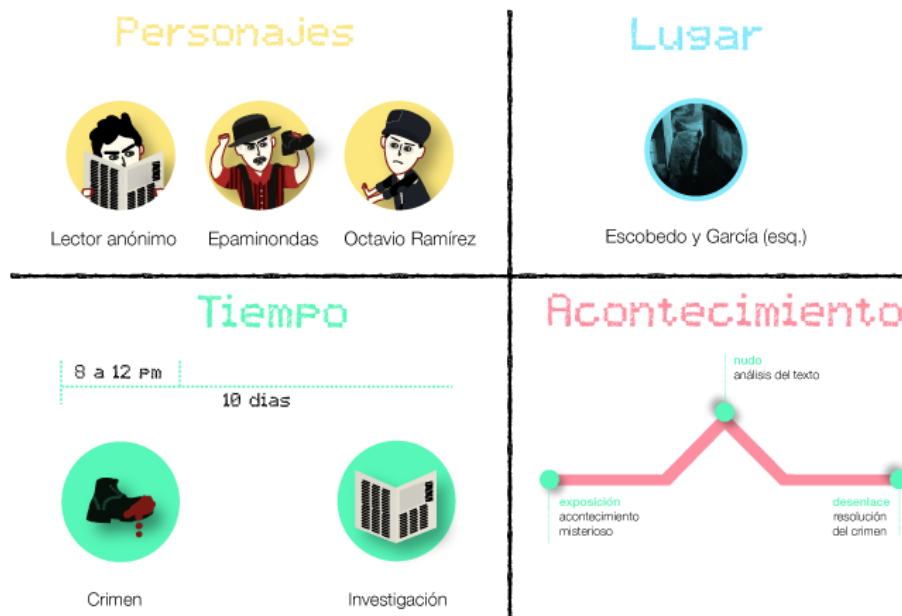 Personajes
Lector anónimo
Epaminondas
Octavio Ramírez
Lugar
Escobedo y García (esq.)
Tiempo
8 a 12 pm
10 dias
Crimen
Investigación
Acontecimiento
nudo
análisis del texto
exposición
acontecimiento
misterioso
desenlace
resolución
del crimen